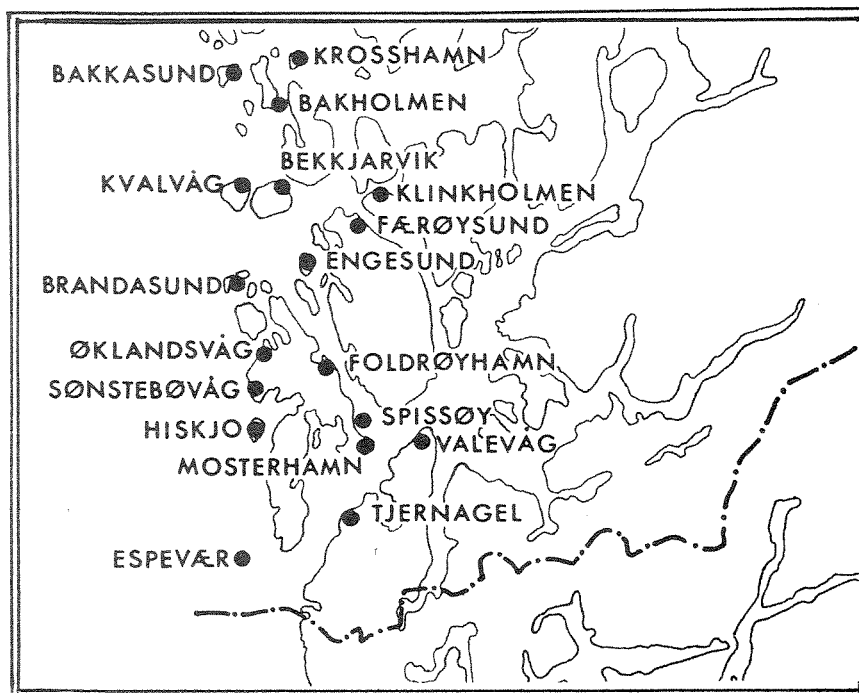 KROSSHAMN
BAKKASUND
BAKHOLMEN
BEKKJARVIK
KVALVÅG
KLINKHOLMEN
FÆRØYSUND
ENGESUND
BRANDASUND
ØKLANDSVÅG
FOLDRØYHAMN
SØNSTEBØVÅG
SPISSØY
HISKJO
VALEVÅG
MOSTERHAMN
TJERNAGEL
ESPEVÆR